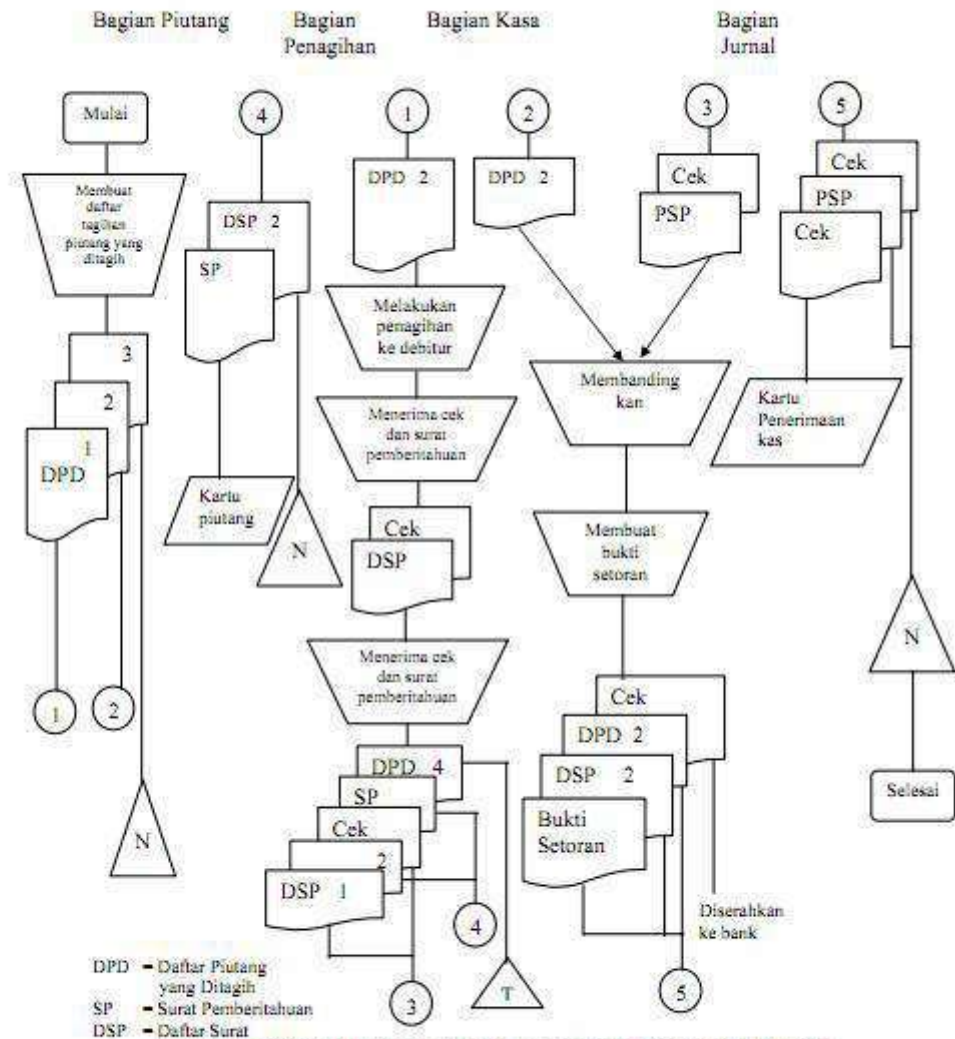 Bagian Piutang
Bagian
Penagihan
Bagian Kasa
Bagian
Jurnal
Mulai
4
1
2
3
5
Membuat
daftar
tagihan
piutang yang
ditagih
DSP 2
SP
DPD 2
DPD 2
Cek
PSP
Cek
PSP
Cek
3
2
1
DPD
Kartu
piutang
N
Melakukan
penagihan
ke debitur
Menerima cek
dan surat
pemberitahuan
Cek
DSP
Menerima cek
dan surat
pemberitahuan
Membanding
kan
Membuat
bukti
setoran
Kartu
Penerimaan
kas
N
Selesai
1
2
N
DPD 4
SP
Cek
2
DSP 1
4
3
T
Cek
DPD 2
DSP 2
Bukti
Setoran
Diserahkan
ke bank
5
DPD = Daftar Piutang
yang Ditagih
SP = Surat Pemberitahuan
DSP = Daftar Surat